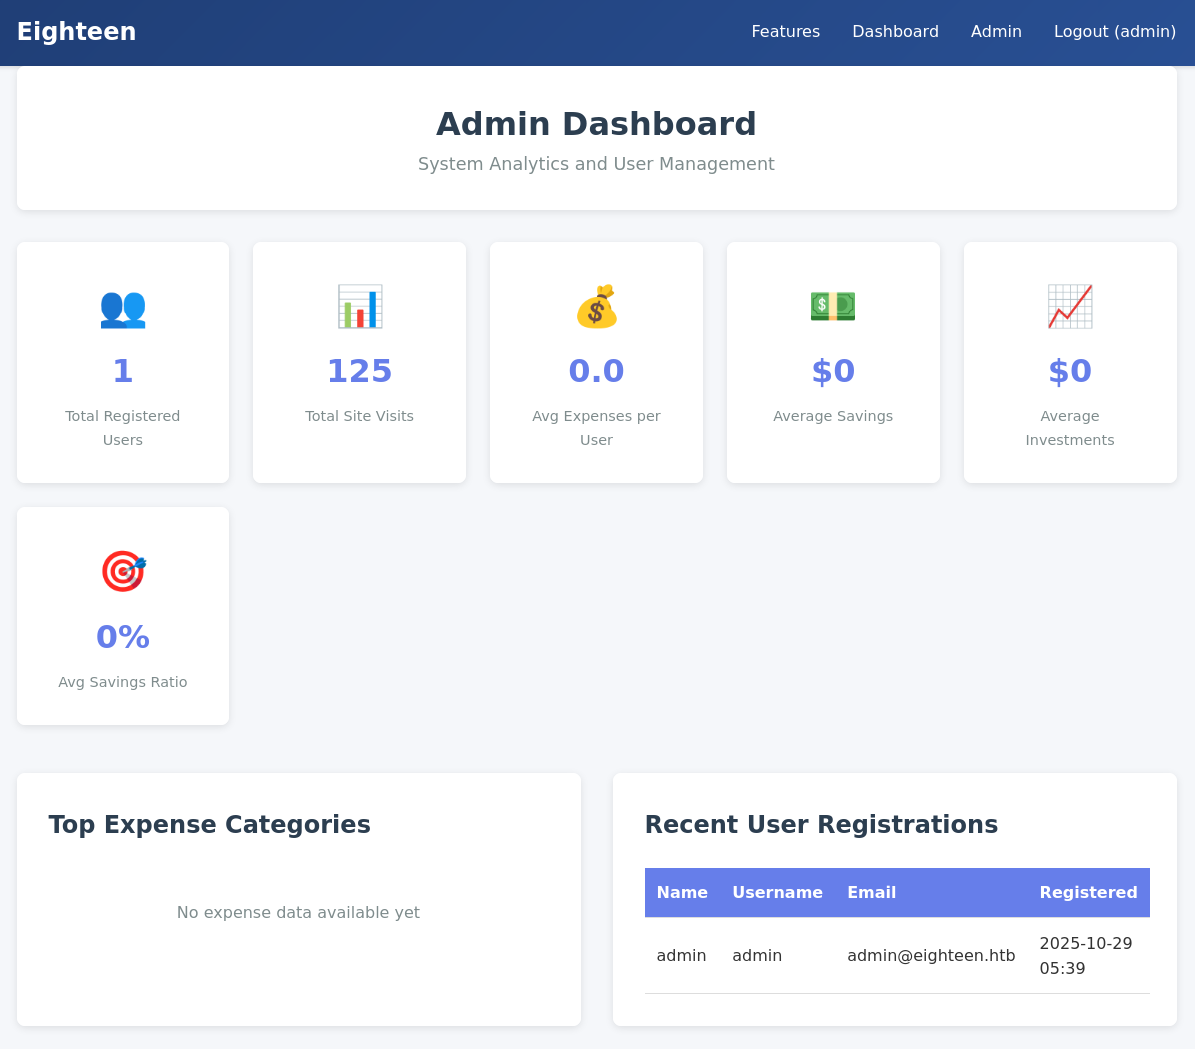 Eighteen
Features Dashboard Admin Logout (admin)
Admin Dashboard
System Analytics and User Management
1
Total Registered
Users
125
Total Site Visits
0.0
Avg Expenses per
User
$0
Average Savings
$0
Average
Investments
0%
Avg Savings Ratio
Top Expense Categories
No expense data available yet
Recent User Registrations
Name Username Email Registered
admin admin admin@eighteen.htb 2025-10-29
05:39